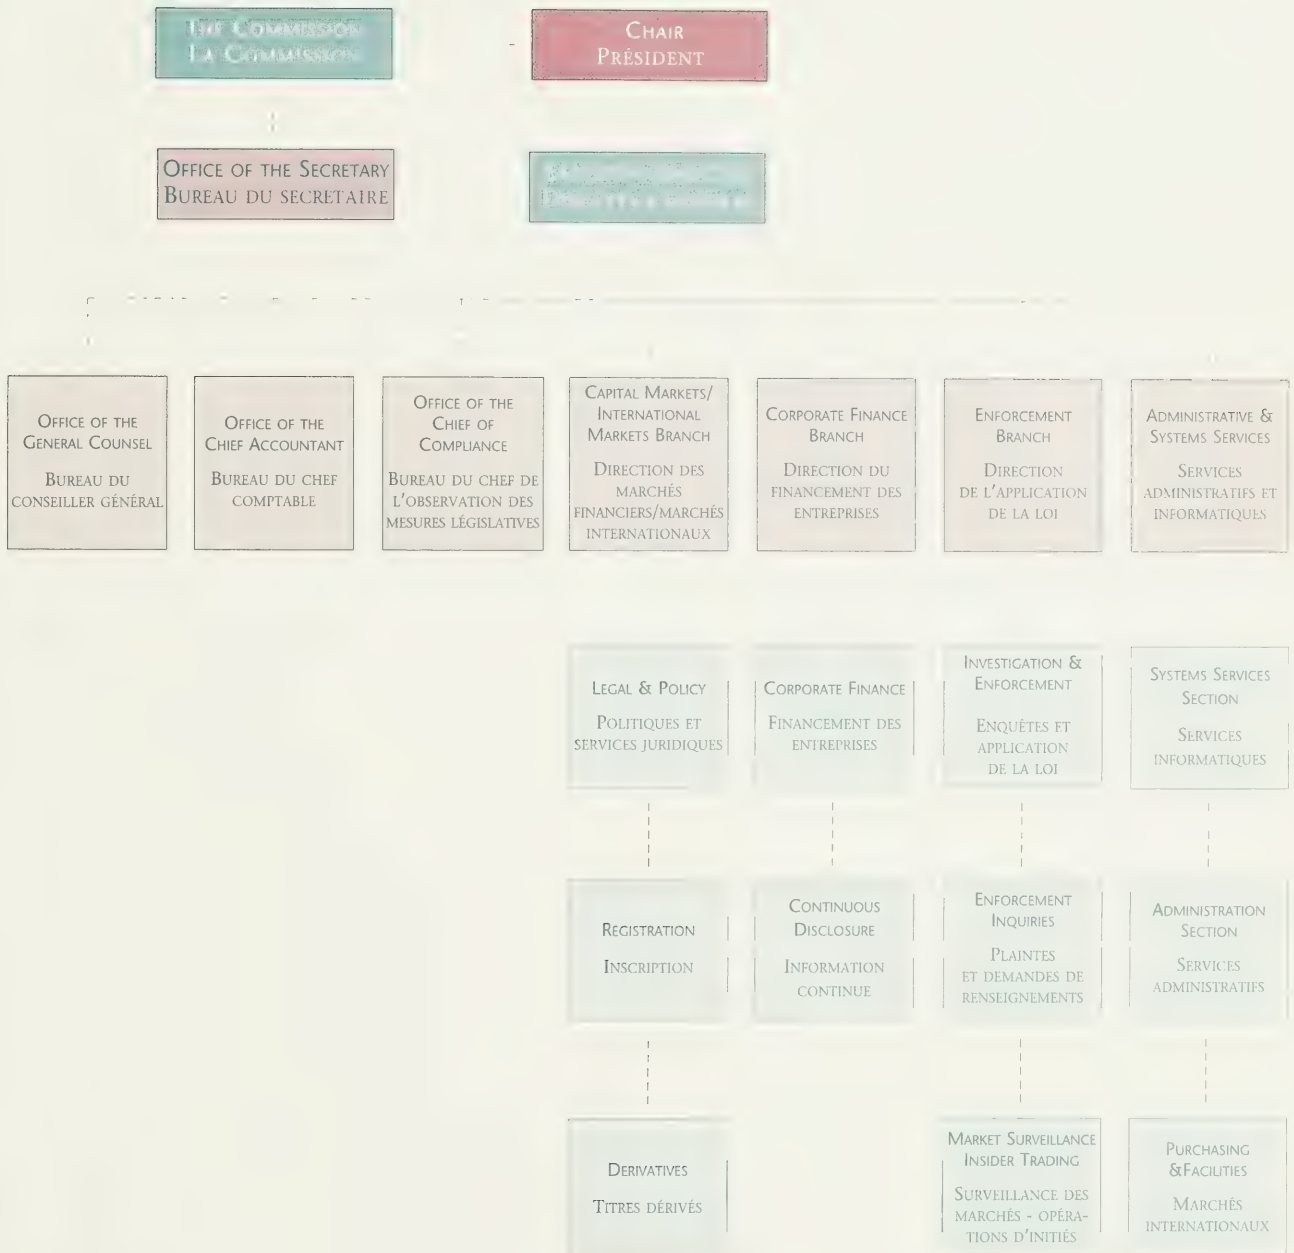 THE COMMISSION
LA COMMISSION
CHAIR
PRÉSIDENT
OFFICE OF THE SECRETARY
BUREAU DU SECRETAIRE
OFFICE OF THE
GENERAL COUNSEL
BUREAU DU
CONSEILLER GÉNÉRAL
OFFICE OF THE
CHIEF ACCOUNTANT
BUREAU DU CHEF
COMPTABLE
OFFICE OF THE
CHIEF OF
COMPLIANCE
BUREAU DU CHEF DE
L'OBSERVATION DES
MESURES LÉGISLATIVES
CAPITAL MARKETS/
INTERNATIONAL
MARKETS BRANCH
DIRECTION DES
MARCHÉS
FINANCIERS/MARCHÉS
INTERNATIONAUX
CORPORATE FINANCE
BRANCH
DIRECTION DU
FINANCEMENT DES
ENTREPRISES
ENFORCEMENT
BRANCH
DIRECTION
DE L'APPLICATION
DE LA LOI
ADMINISTRATIVE &
SYSTEMS SERVICES
SERVICES
ADMINISTRATIFS ET
INFORMATIQUES
LEGAL & POLICY
POLITIQUES ET
SERVICES JURIDIQUES
CORPORATE FINANCE
FINANCEMENT DES
ENTREPRISES
INVESTIGATION &
ENFORCEMENT
ENQUÊTES ET
APPLICATION
DE LA LOI
SYSTEMS SERVICES
SECTION
SERVICES
INFORMATIQUES
REGISTRATION
INSCRIPTION
CONTINUOUS
DISCLOSURE
INFORMATION
CONTINUE
ENFORCEMENT
INQUIRIES
PLAINTES
ET DEMANDES DE
RENSEIGNEMENTS
ADMINISTRATION
SECTION
SERVICES
ADMINISTRATIFS
DERIVATIVES
TITRES DÉRIVÉS
MARKET SURVEILLANCE
INSIDER TRADING
SURVEILLANCE DES
MARCHÉS - OPÉRA-
TIONS D'INITIÉS
PURCHASING
&FACILITIES
MARCHÉS
INTERNATIONAUX